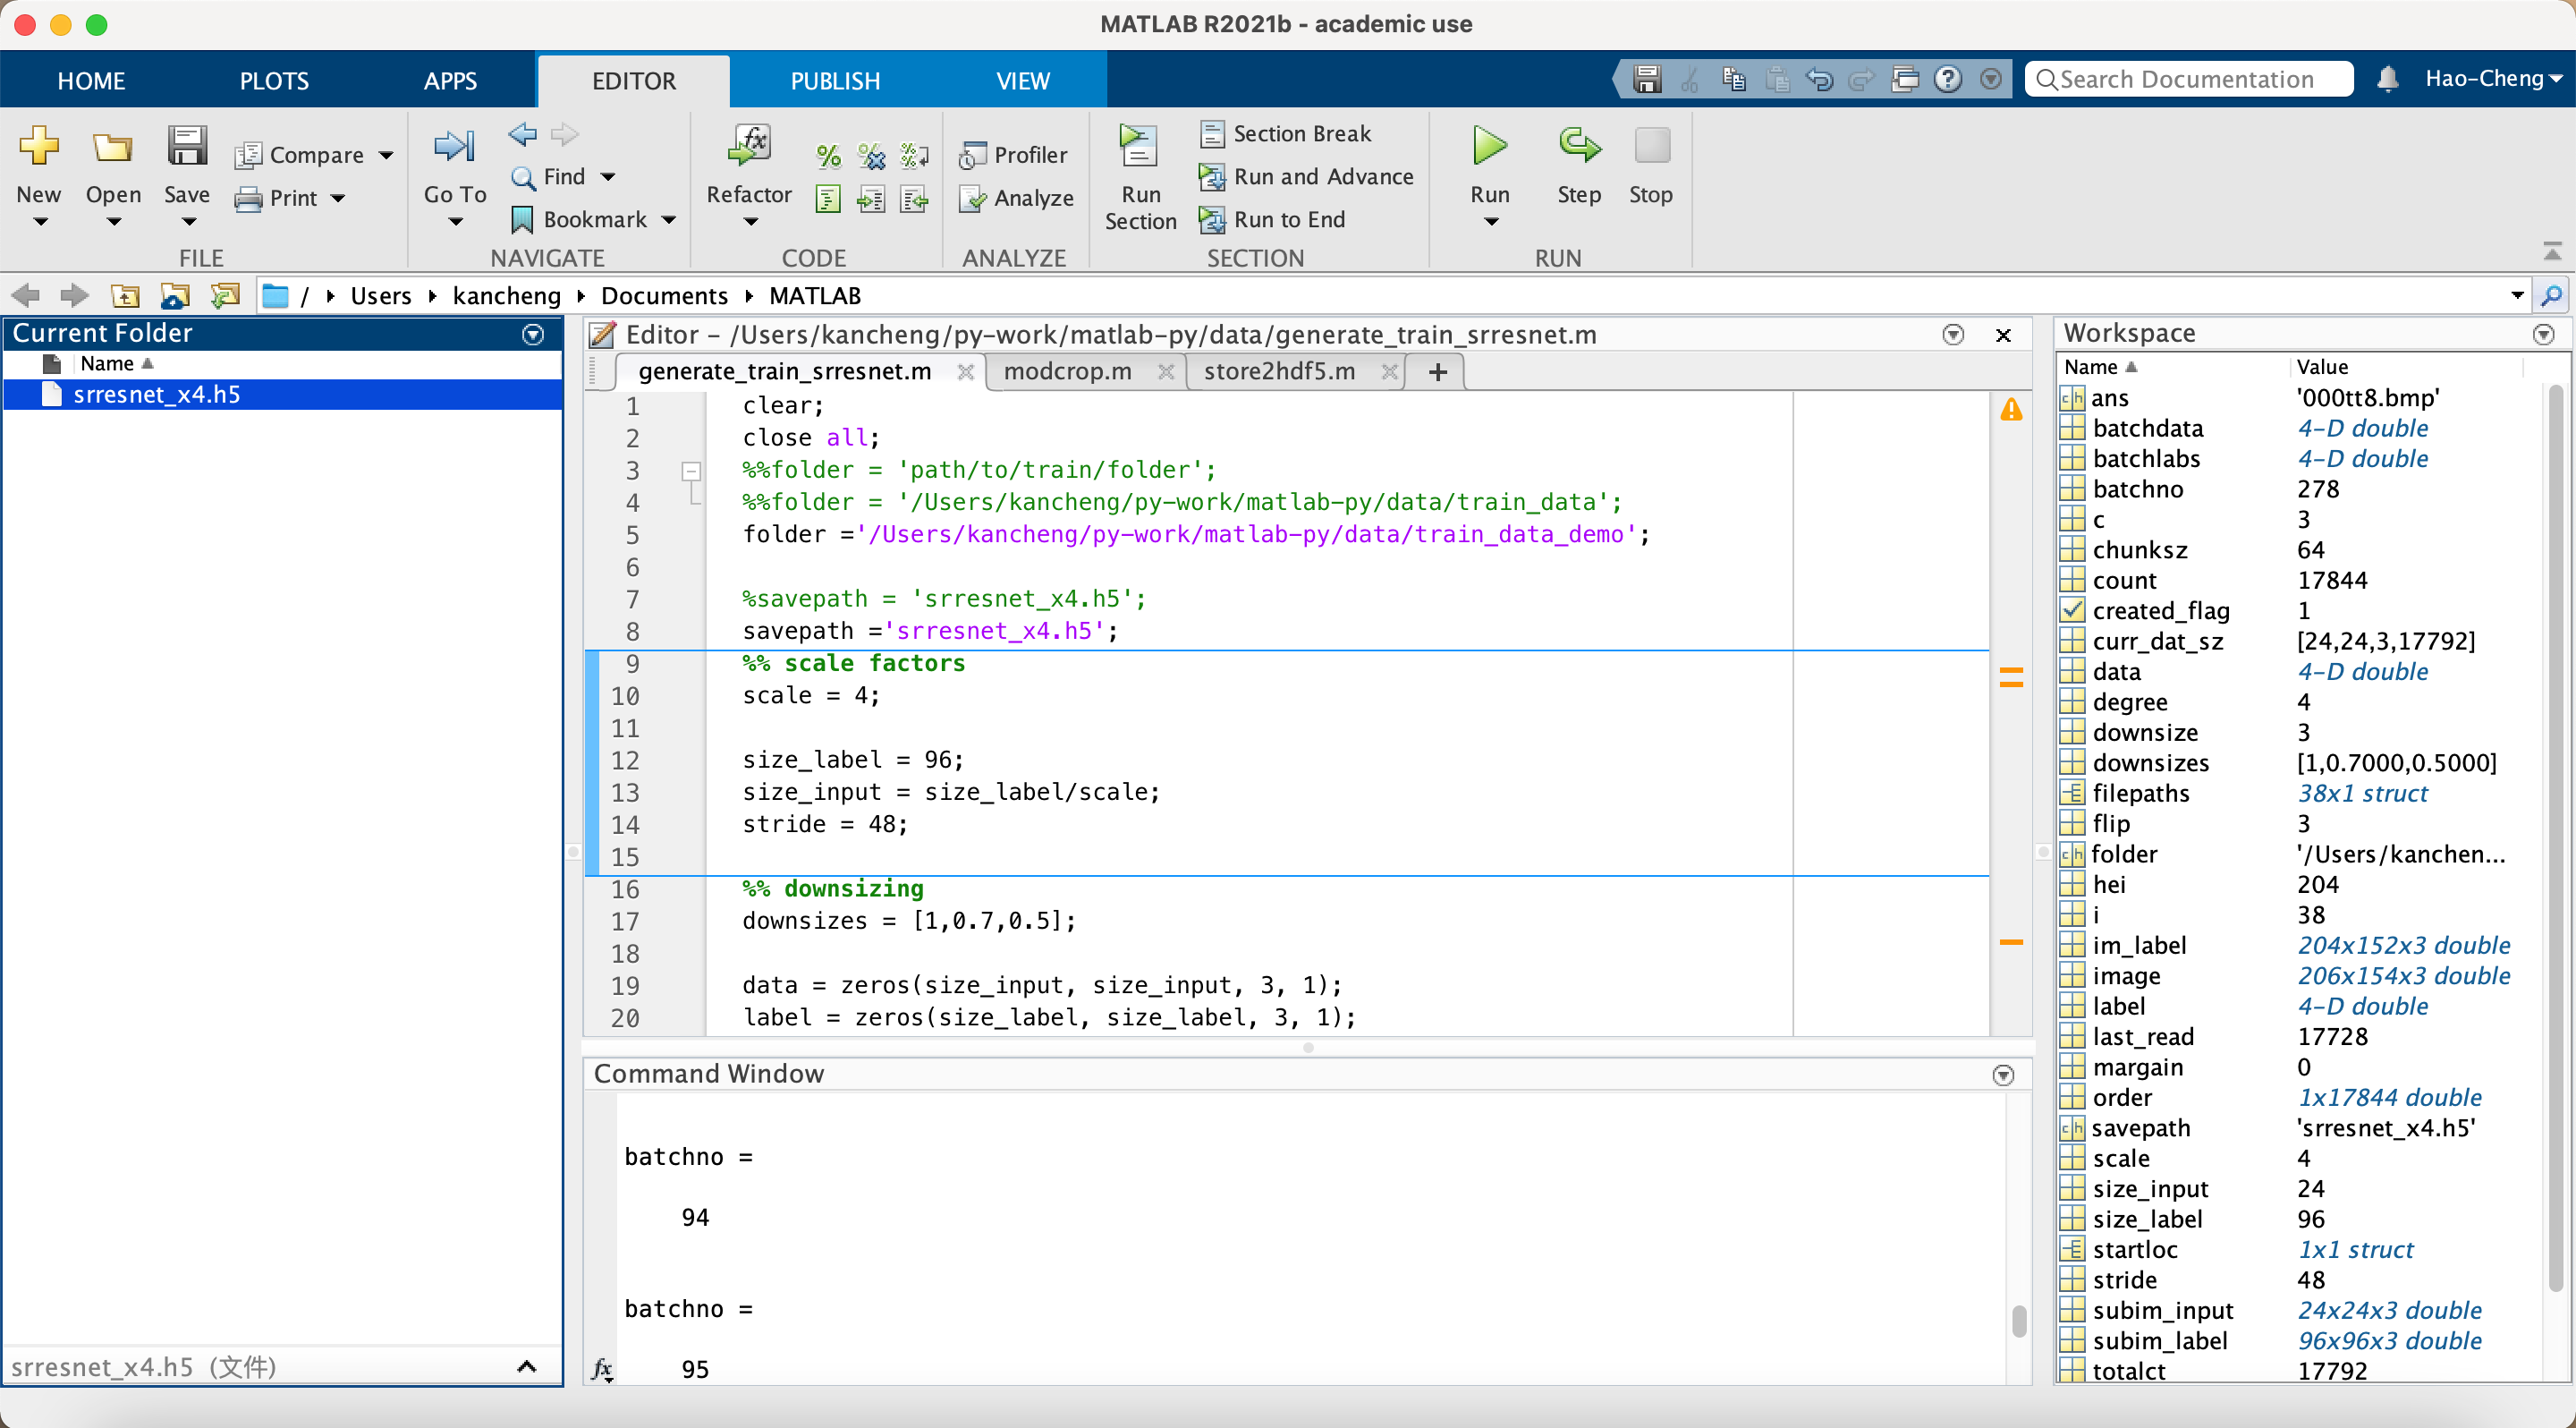 MATLAB R2021b - academic use
HOME PLOTS APPS EDITOR PUBLISH VIEW Search Documentation Hao-Cheng
New Open Save Compare Print
FILE
Go To Find Bookmark
NAVIGATE
Refactor
CODE
Profiler
Analyze
ANALYZE
Run Section
Section Break
Run and Advance
Run to End
SECTION
Run Step Stop
RUN
/ Users kancheng Documents MATLAB
Current Folder
Name
srresnet_x4.h5
srresnet_x4.h5 (文件)
Editor – /Users/kancheng/py-work/matlab-py/data/generate_train_srresnet.m
generate_train_srresnet.m modcrop.m store2hdf5.m +
1 clear;
2 close all;
3 %%folder = 'path/to/train/folder';
4 %%folder = '/Users/kancheng/py-work/matlab-py/data/train_data';
5 folder ='/Users/kancheng/py-work/matlab-py/data/train_data_demo';
6
7 %savepath = 'srresnet_x4.h5';
8 savepath ='srresnet_x4.h5';
9 %% scale factors
10 scale = 4;
11
12 size_label = 96;
13 size_input = size_label/scale;
14 stride = 48;
15
16 %% downsizing
17 downsizes = [1,0.7,0.5];
18
19 data = zeros(size_input, size_input, 3, 1);
20 label = zeros(size_label, size_label, 3, 1);
Command Window
batchno =
94
batchno =
95
fx
Workspace
Name Value
ans '000tt8.bmp'
batchdata 4-D double
batchlabs 4-D double
batchno 278
c 3
chunksz 64
count 17844
created_flag 1
curr_dat_sz [24,24,3,17792]
data 4-D double
degree 4
downsize 3
downsizes [1,0.7000,0.5000]
filepaths 38x1 struct
flip 3
folder '/Users/kanchen...
hei 204
i 38
im_label 204x152x3 double
image 206x154x3 double
label 4-D double
last_read 17728
margain 0
order 1x17844 double
savepath 'srresnet_x4.h5'
scale 4
size_input 24
size_label 96
startloc 1x1 struct
stride 48
subim_input 24x24x3 double
subim_label 96x96x3 double
totalct 17792